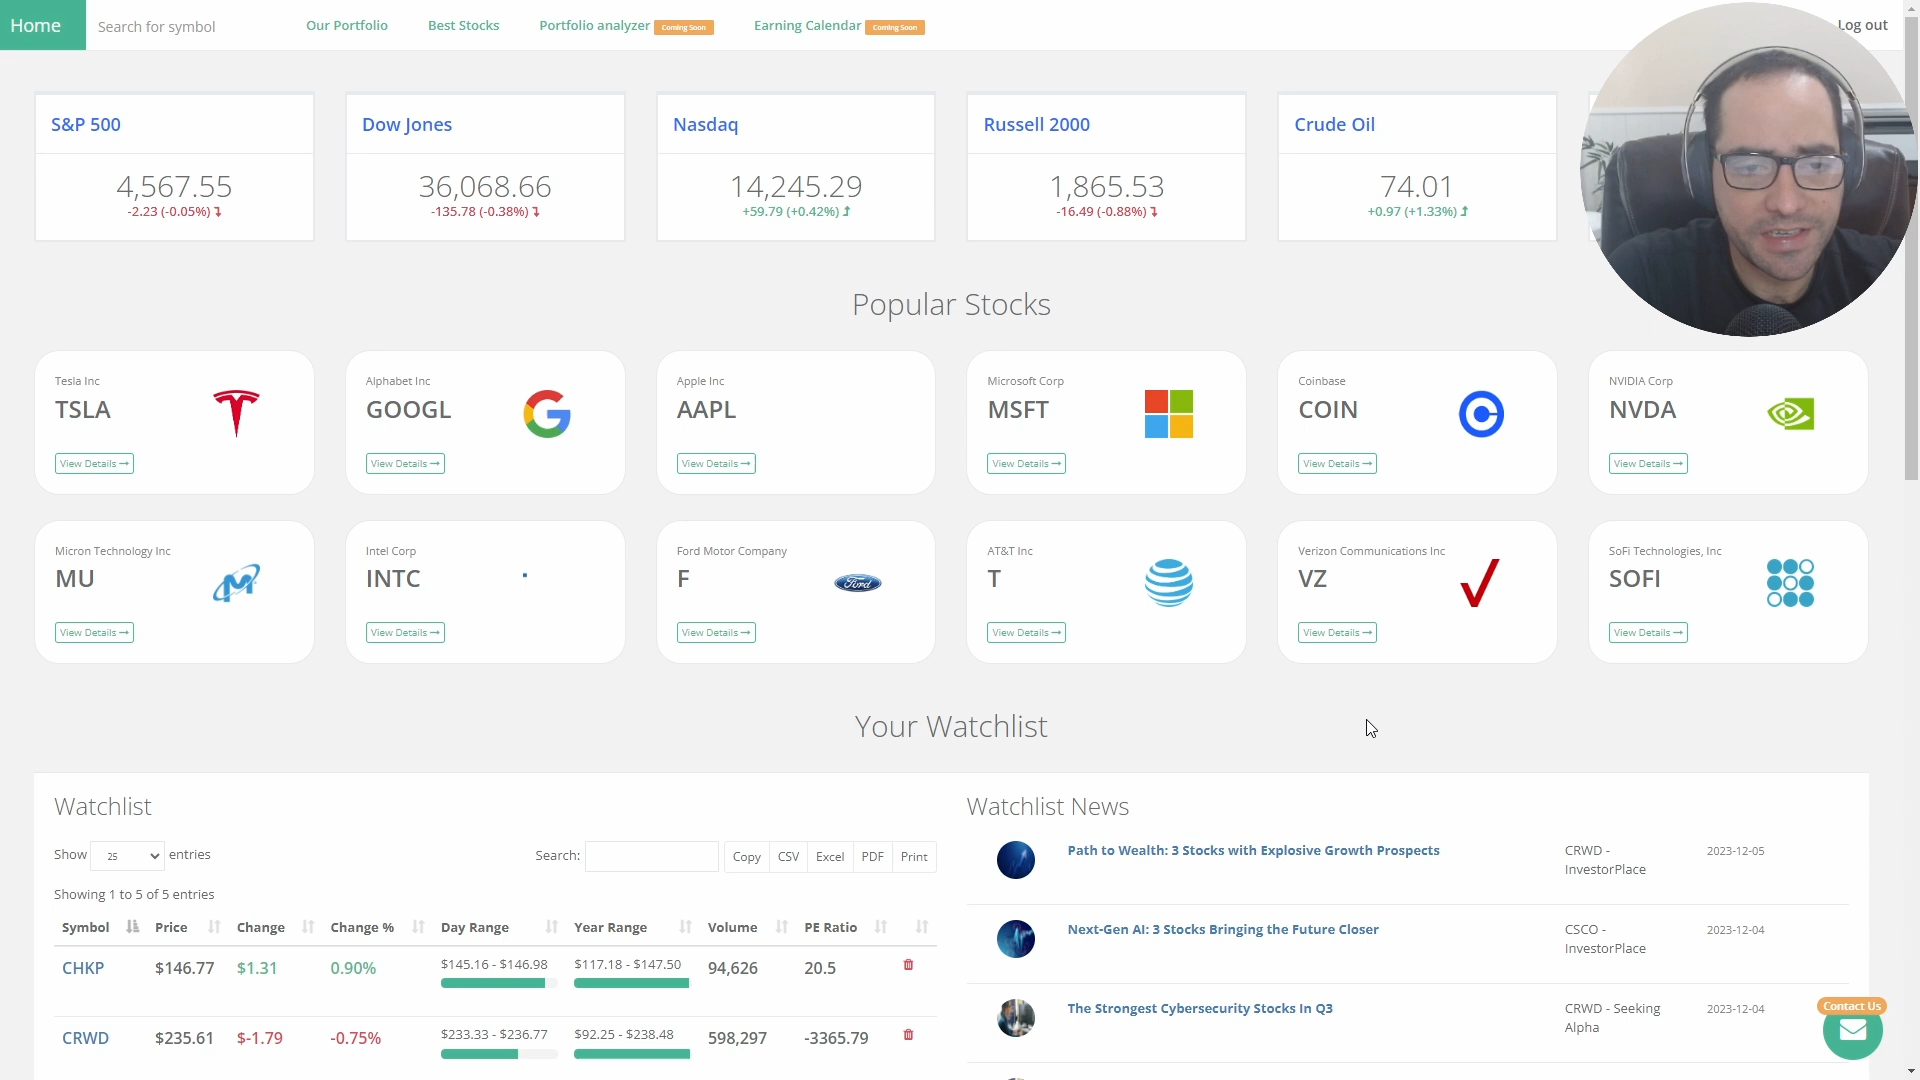 Home
Search for symbol
Our Portfolio
Best Stocks
Portfolio analyzer Coming Soon
Earning Calendar Coming Soon
Log out
S&P 500
4,567.55
-2.23 (-0.05%)
Dow Jones
36,068.66
-135.78 (-0.38%)
Nasdaq
14,245.29
+59.79 (+0.42%)
Russell 2000
1,865.53
-16.49 (-0.88%)
Crude Oil
74.01
+0.97 (+1.33%)
Popular Stocks
Tesla Inc
TSLA
View Details
Alphabet Inc
GOOGL
View Details
Apple Inc
AAPL
View Details
Microsoft Corp
MSFT
View Details
Coinbase
COIN
View Details
NVIDIA Corp
NVDA
View Details
Micron Technology Inc
MU
View Details
Intel Corp
INTC
View Details
Ford Motor Company
F
Ford
View Details
AT&T Inc
T
View Details
Verizon Communications Inc
VZ
View Details
SoFi Technologies, Inc
SOFI
View Details
Your Watchlist
Watchlist
Show 25 entries
Search:
Copy CSV Excel PDF Print
Showing 1 to 5 of 5 entries
Symbol Price Change Change % Day Range Year Range Volume PE Ratio
CHKP $146.77 $1.31 0.90% $145.16 - $146.98 $117.18 - $147.50 94,626 20.5
CRWD $235.61 $-1.79 -0.75% $233.33 - $236.77 $92.25 - $238.48 598,297 -3365.79
Watchlist News
Path to Wealth: 3 Stocks with Explosive Growth Prospects
CRWD -
InvestorPlace
2023-12-05
Next-Gen AI: 3 Stocks Bringing the Future Closer
CSCO -
InvestorPlace
2023-12-04
The Strongest Cybersecurity Stocks In Q3
CRWD - Seeking
Alpha
2023-12-04
Contact Us